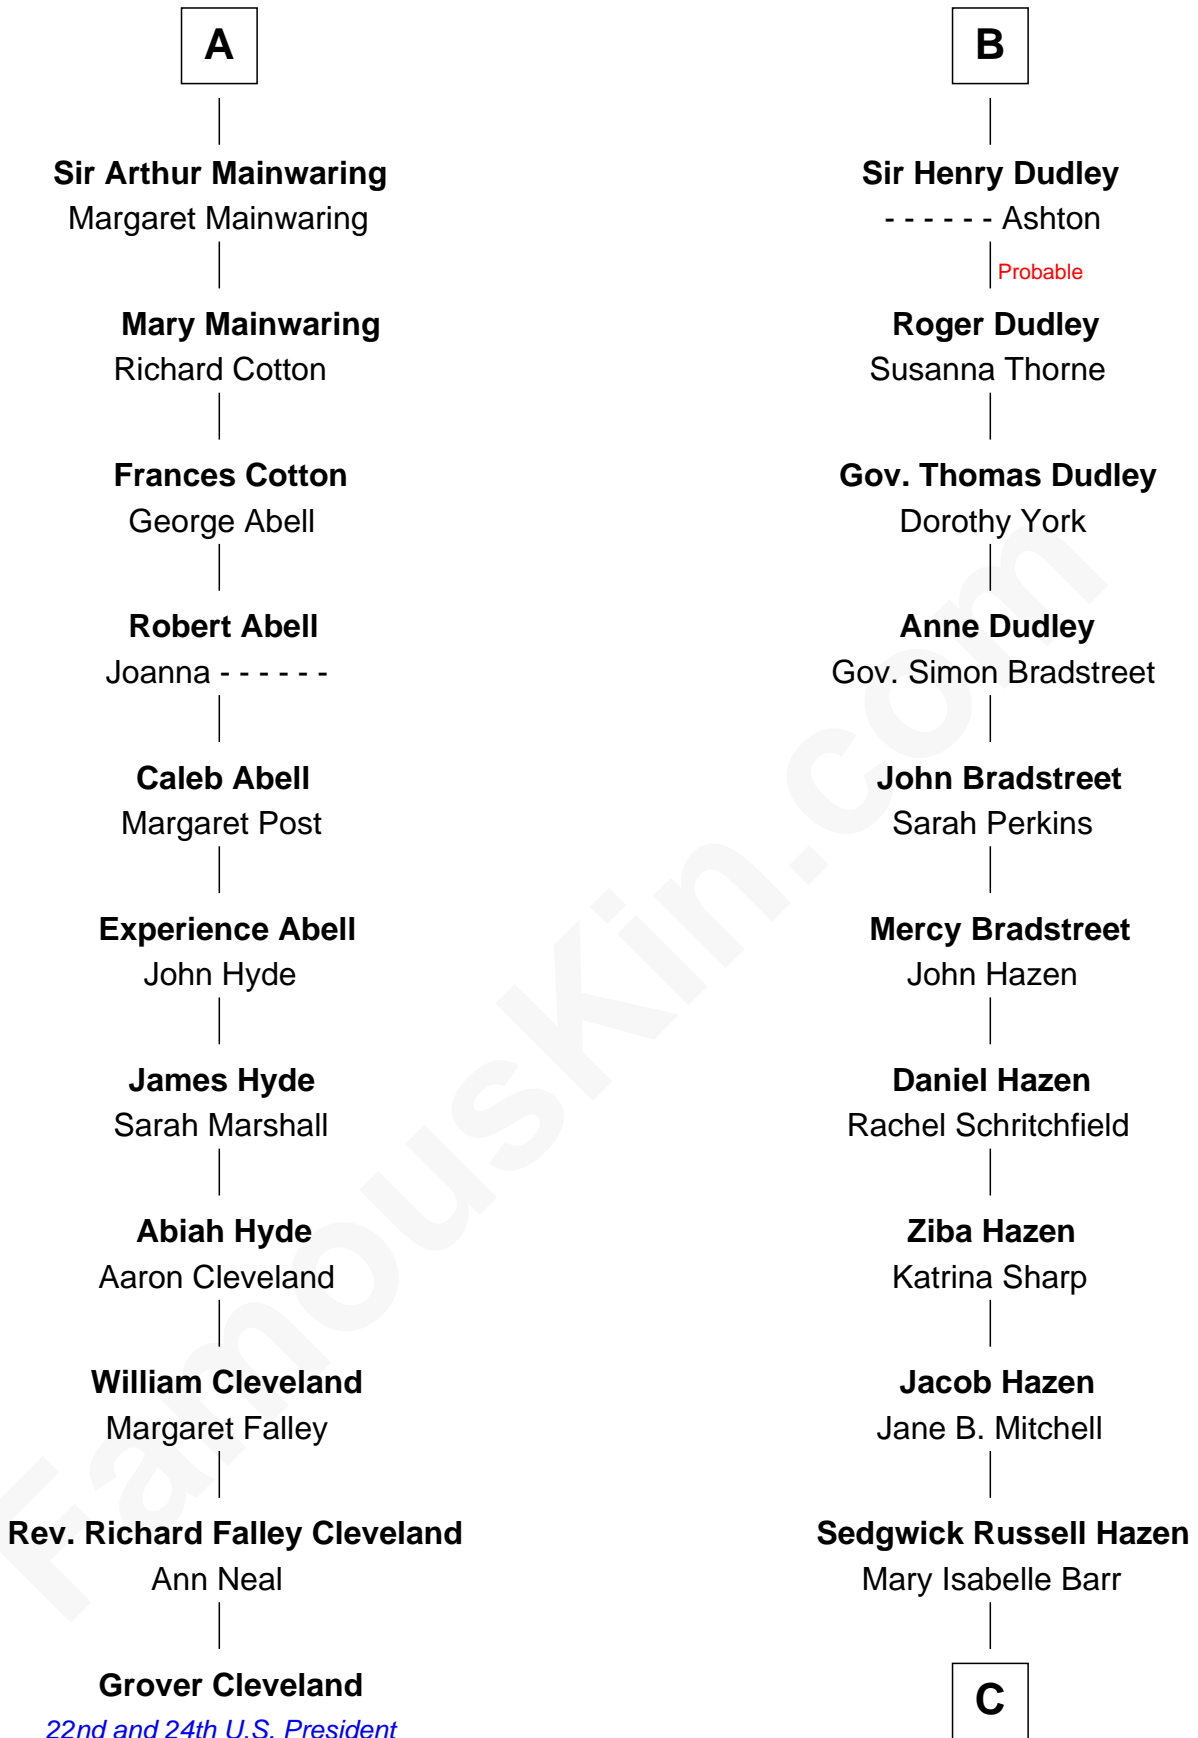 A
Sir Arthur Mainwaring
Margaret Mainwaring
Mary Mainwaring
Richard Cotton
Frances Cotton
George Abell
Robert Abell
Joanna - - - - - -
Caleb Abell
Margaret Post
Experience Abell
John Hyde
James Hyde
Sarah Marshall
Abiah Hyde
Aaron Cleveland
William Cleveland
Margaret Falley
Rev. Richard Falley Cleveland
Ann Neal
Grover Cleveland
22nd and 24th U.S. President
B
Sir Henry Dudley
- - - - - - Ashton
Probable
Roger Dudley
Susanna Thorne
Gov. Thomas Dudley
Dorothy York
Anne Dudley
Gov. Simon Bradstreet
John Bradstreet
Sarah Perkins
Mercy Bradstreet
John Hazen
Daniel Hazen
Rachel Schritchfield
Ziba Hazen
Katrina Sharp
Jacob Hazen
Jane B. Mitchell
Sedgwick Russell Hazen
Mary Isabelle Barr
C
FamousKin.com